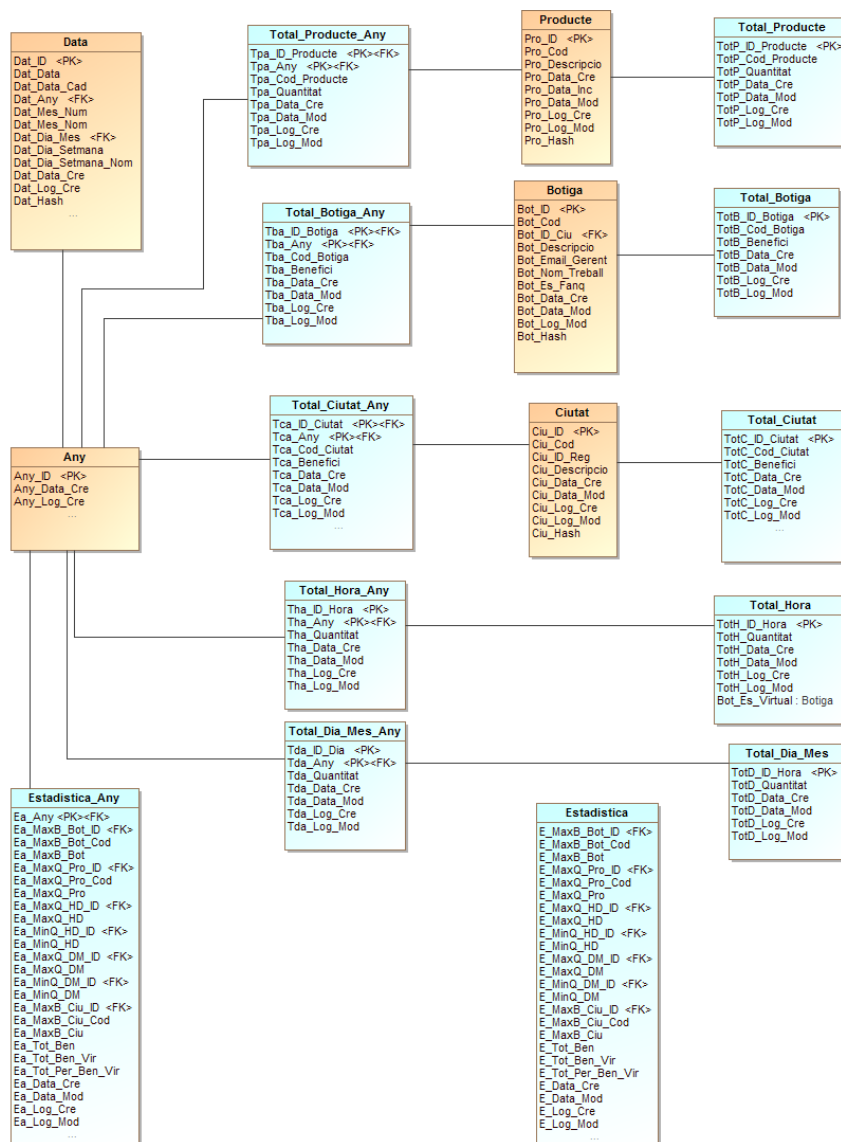 Data
Dat_ID <PK>
Dat_Data
Dat_Data_Cad
Dat_Any <FK>
Dat_Mes_Num
Dat_Mes_Nom
Dat_Dia_Mes <FK>
Dat_Dia_Setmana
Dat_Dia_Setmana_Nom
Dat_Data_Cre
Dat_Log_Cre
Dat_Hash
...
Total_Producte_Any
Tpa_ID_Producte <PK><FK>
Tpa_Any <PK><FK>
Tpa_Cod_Producte
Tpa_Quantitat
Tpa_Data_Cre
Tpa_Data_Mod
Tpa_Log_Cre
Tpa_Log_Mod
Producte
Pro_ID <PK>
Pro_Cod
Pro_Descripcio
Pro_Data_Cre
Pro_Data_Inc
Pro_Data_Mod
Pro_Log_Cre
Pro_Log_Mod
Pro_Hash
Total_Producte
TotP_ID_Producte <PK>
TotP_Cod_Producte
TotP_Quantitat
TotP_Data_Cre
TotP_Data_Mod
TotP_Log_Cre
TotP_Log_Mod
Total_Botiga_Any
Tba_ID_Botiga <PK><FK>
Tba_Any <PK><FK>
Tba_Cod_Botiga
Tba_Benefici
Tba_Data_Cre
Tba_Data_Mod
Tba_Log_Cre
Tba_Log_Mod
Botiga
Bot_ID <PK>
Bot_Cod
Bot_ID_Ciu <FK>
Bot_Descripcio
Bot_Email_Gerent
Bot_Nom_Treball
Bot_Es_Fanq
Bot_Data_Cre
Bot_Data_Mod
Bot_Log_Mod
Bot_Hash
Total_Botiga
TotB_ID_Botiga <PK>
TotB_Cod_Botiga
TotB_Benefici
TotB_Data_Cre
TotB_Data_Mod
TotB_Log_Cre
TotB_Log_Mod
Any
Any_ID <PK>
Any_Data_Cre
Any_Log_Cre
...
Total_Ciutat_Any
Tca_ID_Ciutat <PK><FK>
Tca_Any <PK><FK>
Tca_Cod_Ciutat
Tca_Benefici
Tca_Data_Cre
Tca_Data_Mod
Tca_Log_Cre
Tca_Log_Mod
...
Ciutat
Ciu_ID <PK>
Ciu_Cod
Ciu_ID_Reg
Ciu_Descripcio
Ciu_Data_Cre
Ciu_Data_Mod
Ciu_Log_Cre
Ciu_Log_Mod
Ciu_Hash
Total_Ciutat
TotC_ID_Ciutat <PK>
TotC_Cod_Ciutat
TotC_Benefici
TotC_Data_Cre
TotC_Data_Mod
TotC_Log_Cre
TotC_Log_Mod
...
Total_Hora_Any
Tha_ID_Hora <PK>
Tha_Any <PK><FK>
Tha_Quantitat
Tha_Data_Cre
Tha_Data_Mod
Tha_Log_Cre
Tha_Log_Mod
Total_Hora
TotH_ID_Hora <PK>
TotH_Quantitat
TotH_Data_Cre
TotH_Data_Mod
TotH_Log_Cre
TotH_Log_Mod
Bot_Es_Virtual : Botiga
Total_Dia_Mes_Any
Tda_ID_Dia <PK>
Tda_Any <PK><FK>
Tda_Quantitat
Tda_Data_Cre
Tda_Data_Mod
Tda_Log_Cre
Tda_Log_Mod
Total_Dia_Mes
TotD_ID_Hora <PK>
TotD_Quantitat
TotD_Data_Cre
TotD_Data_Mod
TotD_Log_Cre
TotD_Log_Mod
Estadistica_Any
Ea_Any <PK><FK>
Ea_MaxB_Bot_ID <FK>
Ea_MaxB_Bot_Cod
Ea_MaxB_Bot
Ea_MaxQ_Pro_ID <FK>
Ea_MaxQ_Pro_Cod
Ea_MaxQ_Pro
Ea_MaxQ_HD_ID <FK>
Ea_MaxQ_HD
Ea_MinQ_HD_ID <FK>
Ea_MinQ_HD
Ea_MaxQ_DM_ID <FK>
Ea_MaxQ_DM
Ea_MinQ_DM_ID <FK>
Ea_MinQ_DM
Ea_MaxB_Ciu_ID <FK>
Ea_MaxB_Ciu_Cod
Ea_MaxB_Ciu
Ea_Tot_Ben
Ea_Tot_Ben_Vir
Ea_Tot_Per_Ben_Vir
Ea_Data_Cre
Ea_Data_Mod
Ea_Log_Cre
Ea_Log_Mod
...
Estadistica
E_MaxB_Bot_ID <FK>
E_MaxB_Bot_Cod
E_MaxB_Bot
E_MaxQ_Pro_ID <FK>
E_MaxQ_Pro_Cod
E_MaxQ_Pro
E_MaxQ_HD_ID <FK>
E_MaxQ_HD
E_MinQ_HD_ID <FK>
E_MinQ_HD
E_MaxQ_DM_ID <FK>
E_MaxQ_DM
E_MinQ_DM_ID <FK>
E_MinQ_DM
E_MaxB_Ciu_ID <FK>
E_MaxB_Ciu_Cod
E_MaxB_Ciu
E_Tot_Ben
E_Tot_Ben_Vir
E_Tot_Per_Ben_Vir
E_Data_Cre
E_Data_Mod
E_Log_Cre
E_Log_Mod
...